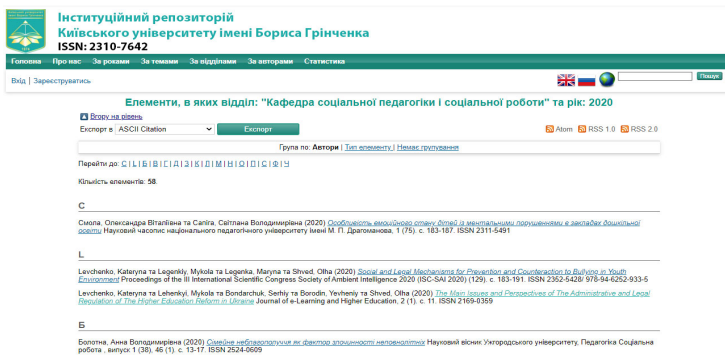 Інституційний репозиторій
Київського університету імені Бориса Грінченка
ISSN: 2310-7642
Головна Про нас За роками За темами За відділами За авторами Статистика
Вхід | Зареєструватись
Пошук
Елементи, в яких відділ: "Кафедра соціальної педагогіки і соціальної роботи" та рік: 2020
Вгору на рівень
Експорт в ASCII Citation Експорт Atom RSS 1.0 RSS 2.0
Група по: Автори | Тип елементу | Немає групування
Перейти до: C | L | Б | В | Г | Д | З | К | Л | М | Н | О | П | С | Ф | Ч
Кількість елементів: 58.
C
Cмола, Олександра Віталіївна та Сапіга, Світлана Володимирівна (2020) Особливість емоційного стану дітей із ментальними порушеннями в закладах дошкільної
освіти Науковий часопис національного педагогічного університету імені М. П. Драгоманова, 1 (75). с. 183-187. ISSN 2311-5491
L
Levchenko, Kateryna та Legenkiy, Mykola та Legenka, Maryna та Shved, Olha (2020) Social and Legal Mechanisms for Prevention and Counteraction to Bullying in Youth
Environment Proceedings of the III International Scientific Congress Society of Ambient Intelligence 2020 (ISC-SAI 2020) (129). с. 183-191. ISSN 2352-5428/ 978-94-6252-933-5
Levchenko, Kateryna та Lehenkyi, Mykola та Bondarchuk, Serhiy та Borodin, Yevheniy та Shved, Olha (2020) The Main Issues and Perspectives of The Administrative and Legal
Regulation of The Higher Education Reform in Ukraine Journal of e-Learning and Higher Education, 2 (1). с. 11. ISSN 2169-0359
Б
Болотна, Анна Володимирівна (2020) Сімейне неблагополуччя як фактор злочинності неповнолітніх Науковий вісник Ужгородського університету, Педагогіка Соціальна
робота , випуск 1 (38), 46 (1). с. 13-17. ISSN 2524-0609